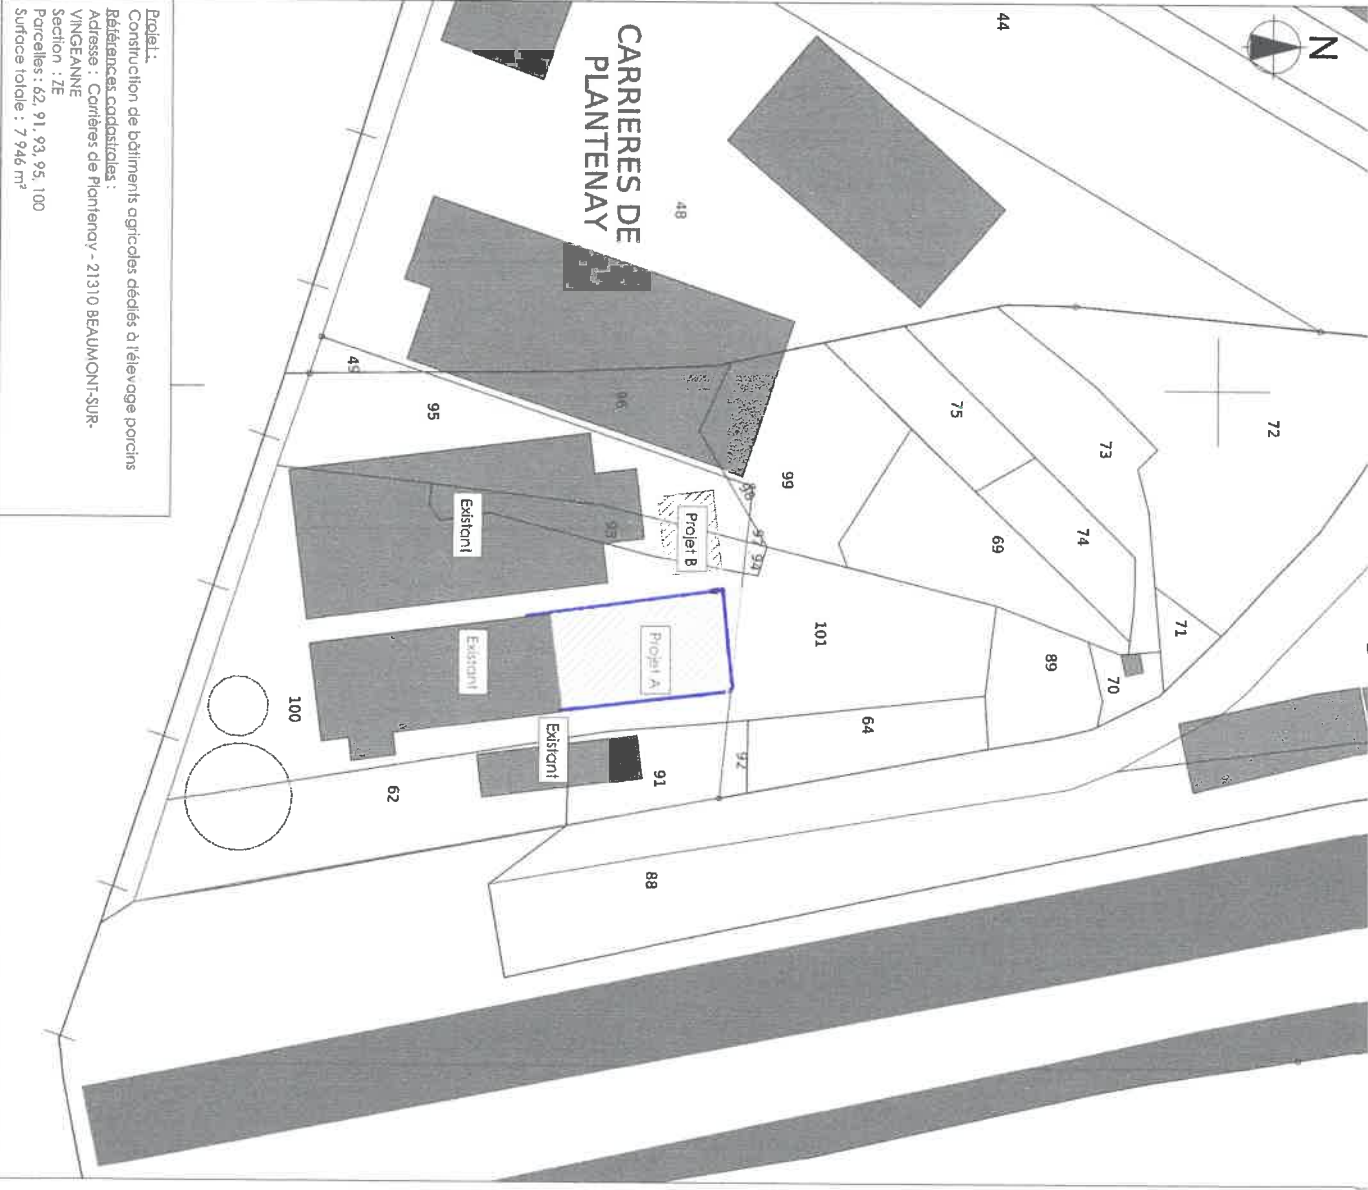 N
44
CARRIERES DE
PLANTENAY
48
72
73
75
74
99
69
71
49
95
96
98
97
94
Projet B
93
Existant
101
89
70
64
92
Projet A
Existant
Existant
91
100
62
88
Projet :
Construction de bâtiments agricoles dédiés à l'élevage porcins
Références cadastrales :
Adresse : Carrières de Plantenay - 21310 BEAUMONT-SUR-
VINGEANNE
Section : ZE
Parcelles : 62, 91, 93, 95, 100
Surface totale : 7 946 m²